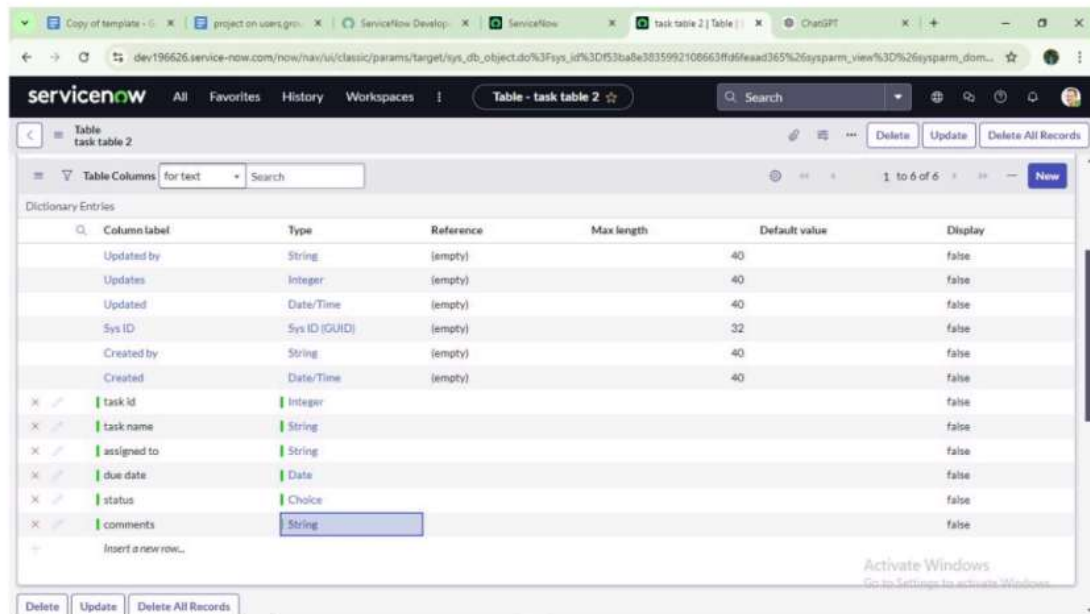 Copy of template - G
project on users,grou
ServiceNow Develop
ServiceNow
task table 2 | Table |
ChatGPT
dev196626.service-now.com/now/nav/ui/classic/params/target/sys_db_object.do%3Fsys_id%3Df53ba8e3835992108663ffd6feaad365%26sysparm_view%3D%26sysparm_dom...
servicenow All Favorites History Workspaces Table - task table 2 Search
Table
task table 2
Delete Update Delete All Records
Table Columns for text Search 1 to 6 of 6 New
Dictionary Entries
Column label Type Reference Max length Default value Display
Updated by String (empty) 40 false
Updates Integer (empty) 40 false
Updated Date/Time (empty) 40 false
Sys ID Sys ID (GUID) (empty) 32 false
Created by String (empty) 40 false
Created Date/Time (empty) 40 false
task id Integer false
task name String false
assigned to String false
due date Date false
status Choice false
comments String false
Insert a new row...
Activate Windows
Go to Settings to activate Windows.
Delete Update Delete All Records